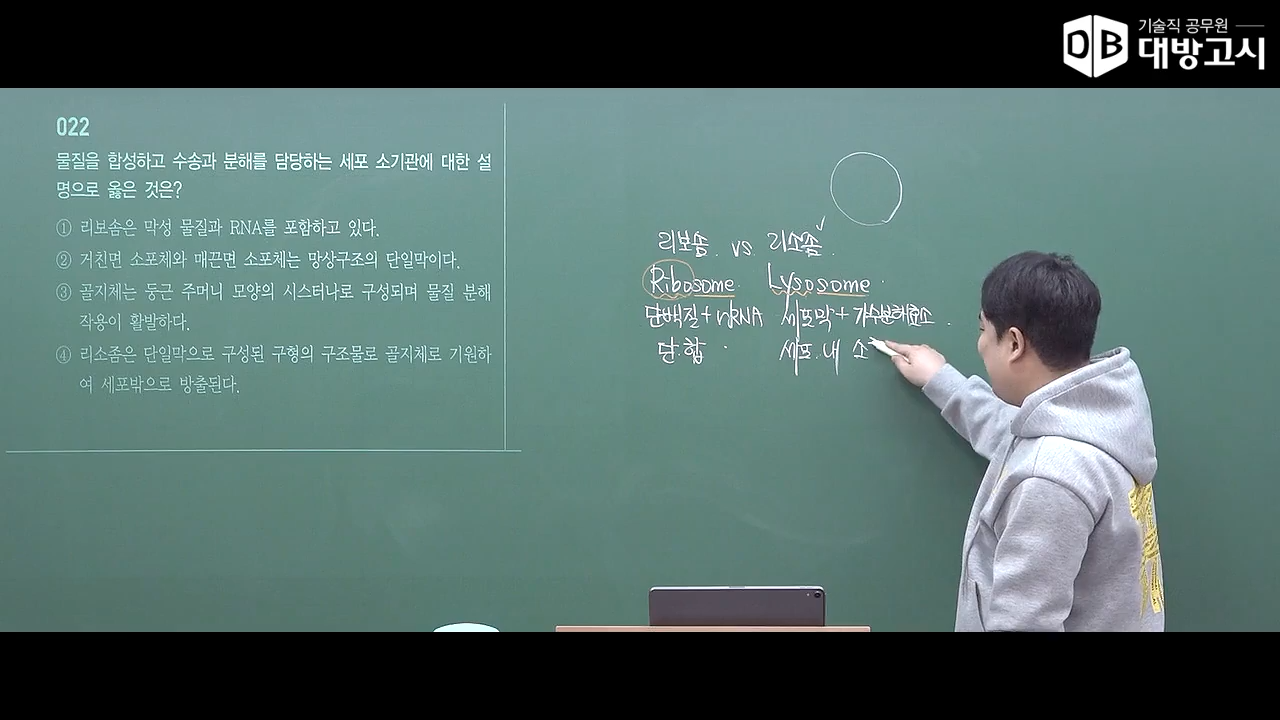 기술직 공무원
DB 대방고시
022
물질을 합성하고 수송과 분해를 담당하는 세포 소기관에 대한 설
명으로 옳은 것은?
① 리보솜은 막성 물질과 RNA를 포함하고 있다.
② 거친면 소포체와 매끈면 소포체는 망상구조의 단일막이다.
③ 골지체는 둥근 주머니 모양의 시스터나로 구성되며 물질 분해
작용이 활발하다.
④ 리소좀은 단일막으로 구성된 구형의 구조물로 골지체로 기원하
여 세포밖으로 방출된다.
리보솜. vs. 리소좀.
Ribosome. Lysosome.
단백질+rRNA 세포막+가수분해효소.
단.합. 세포.내 소